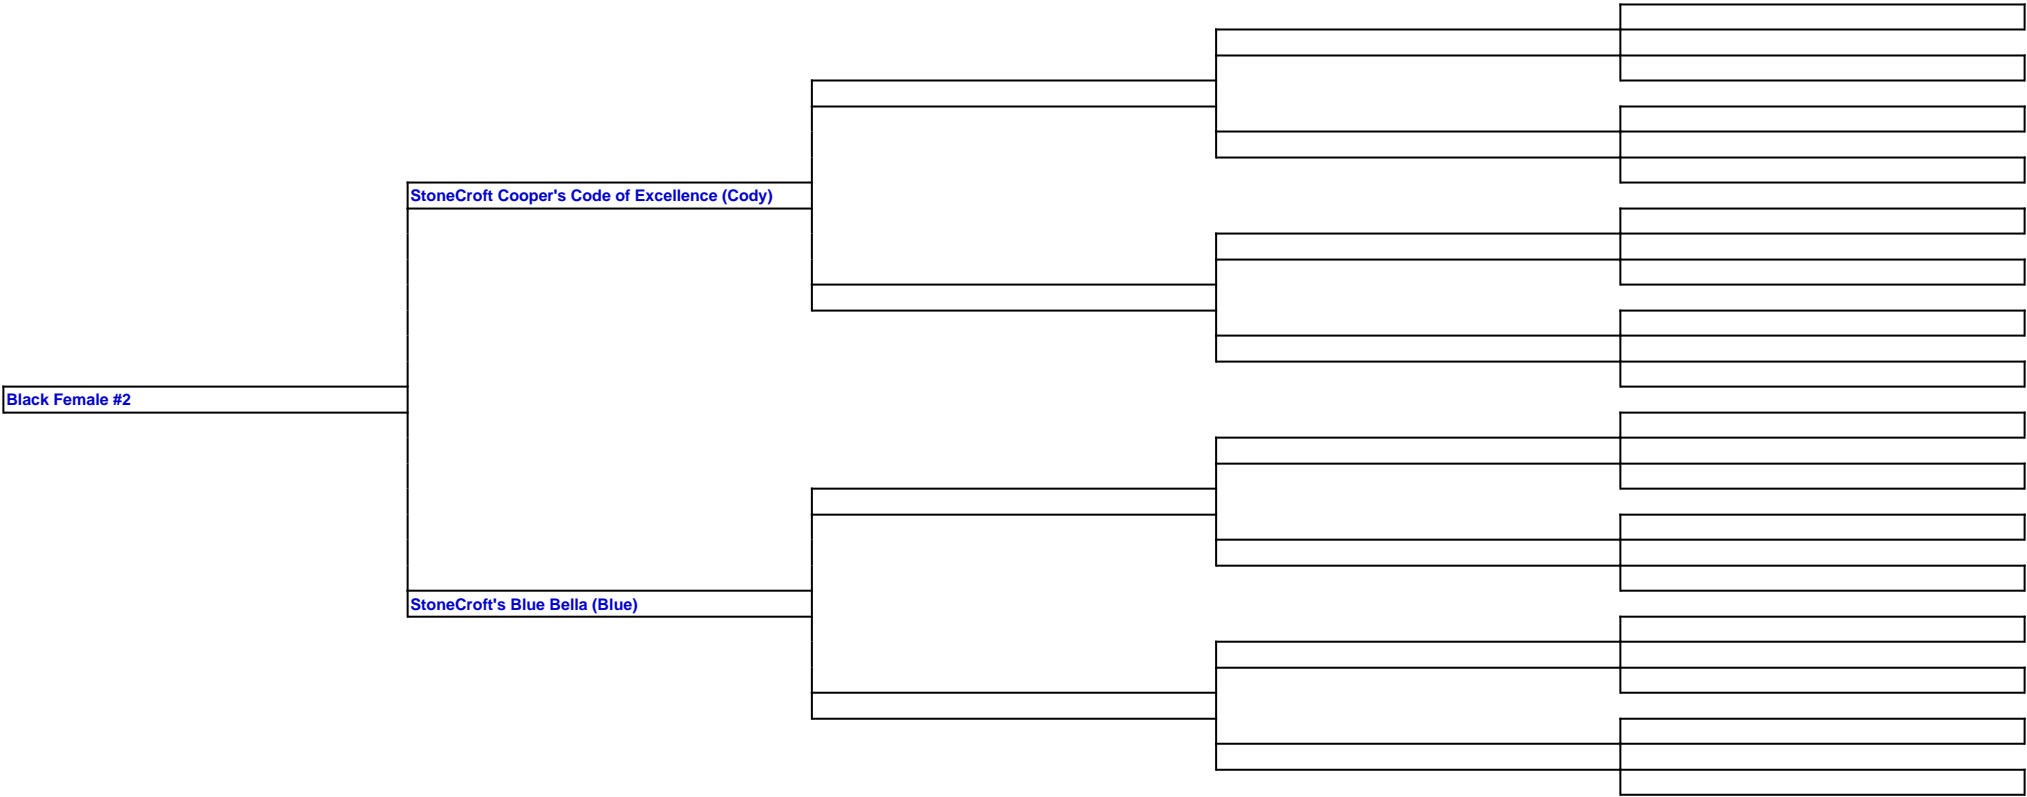 StoneCroft Cooper's Code of Excellence (Cody)
Black Female #2
StoneCroft's Blue Bella (Blue)